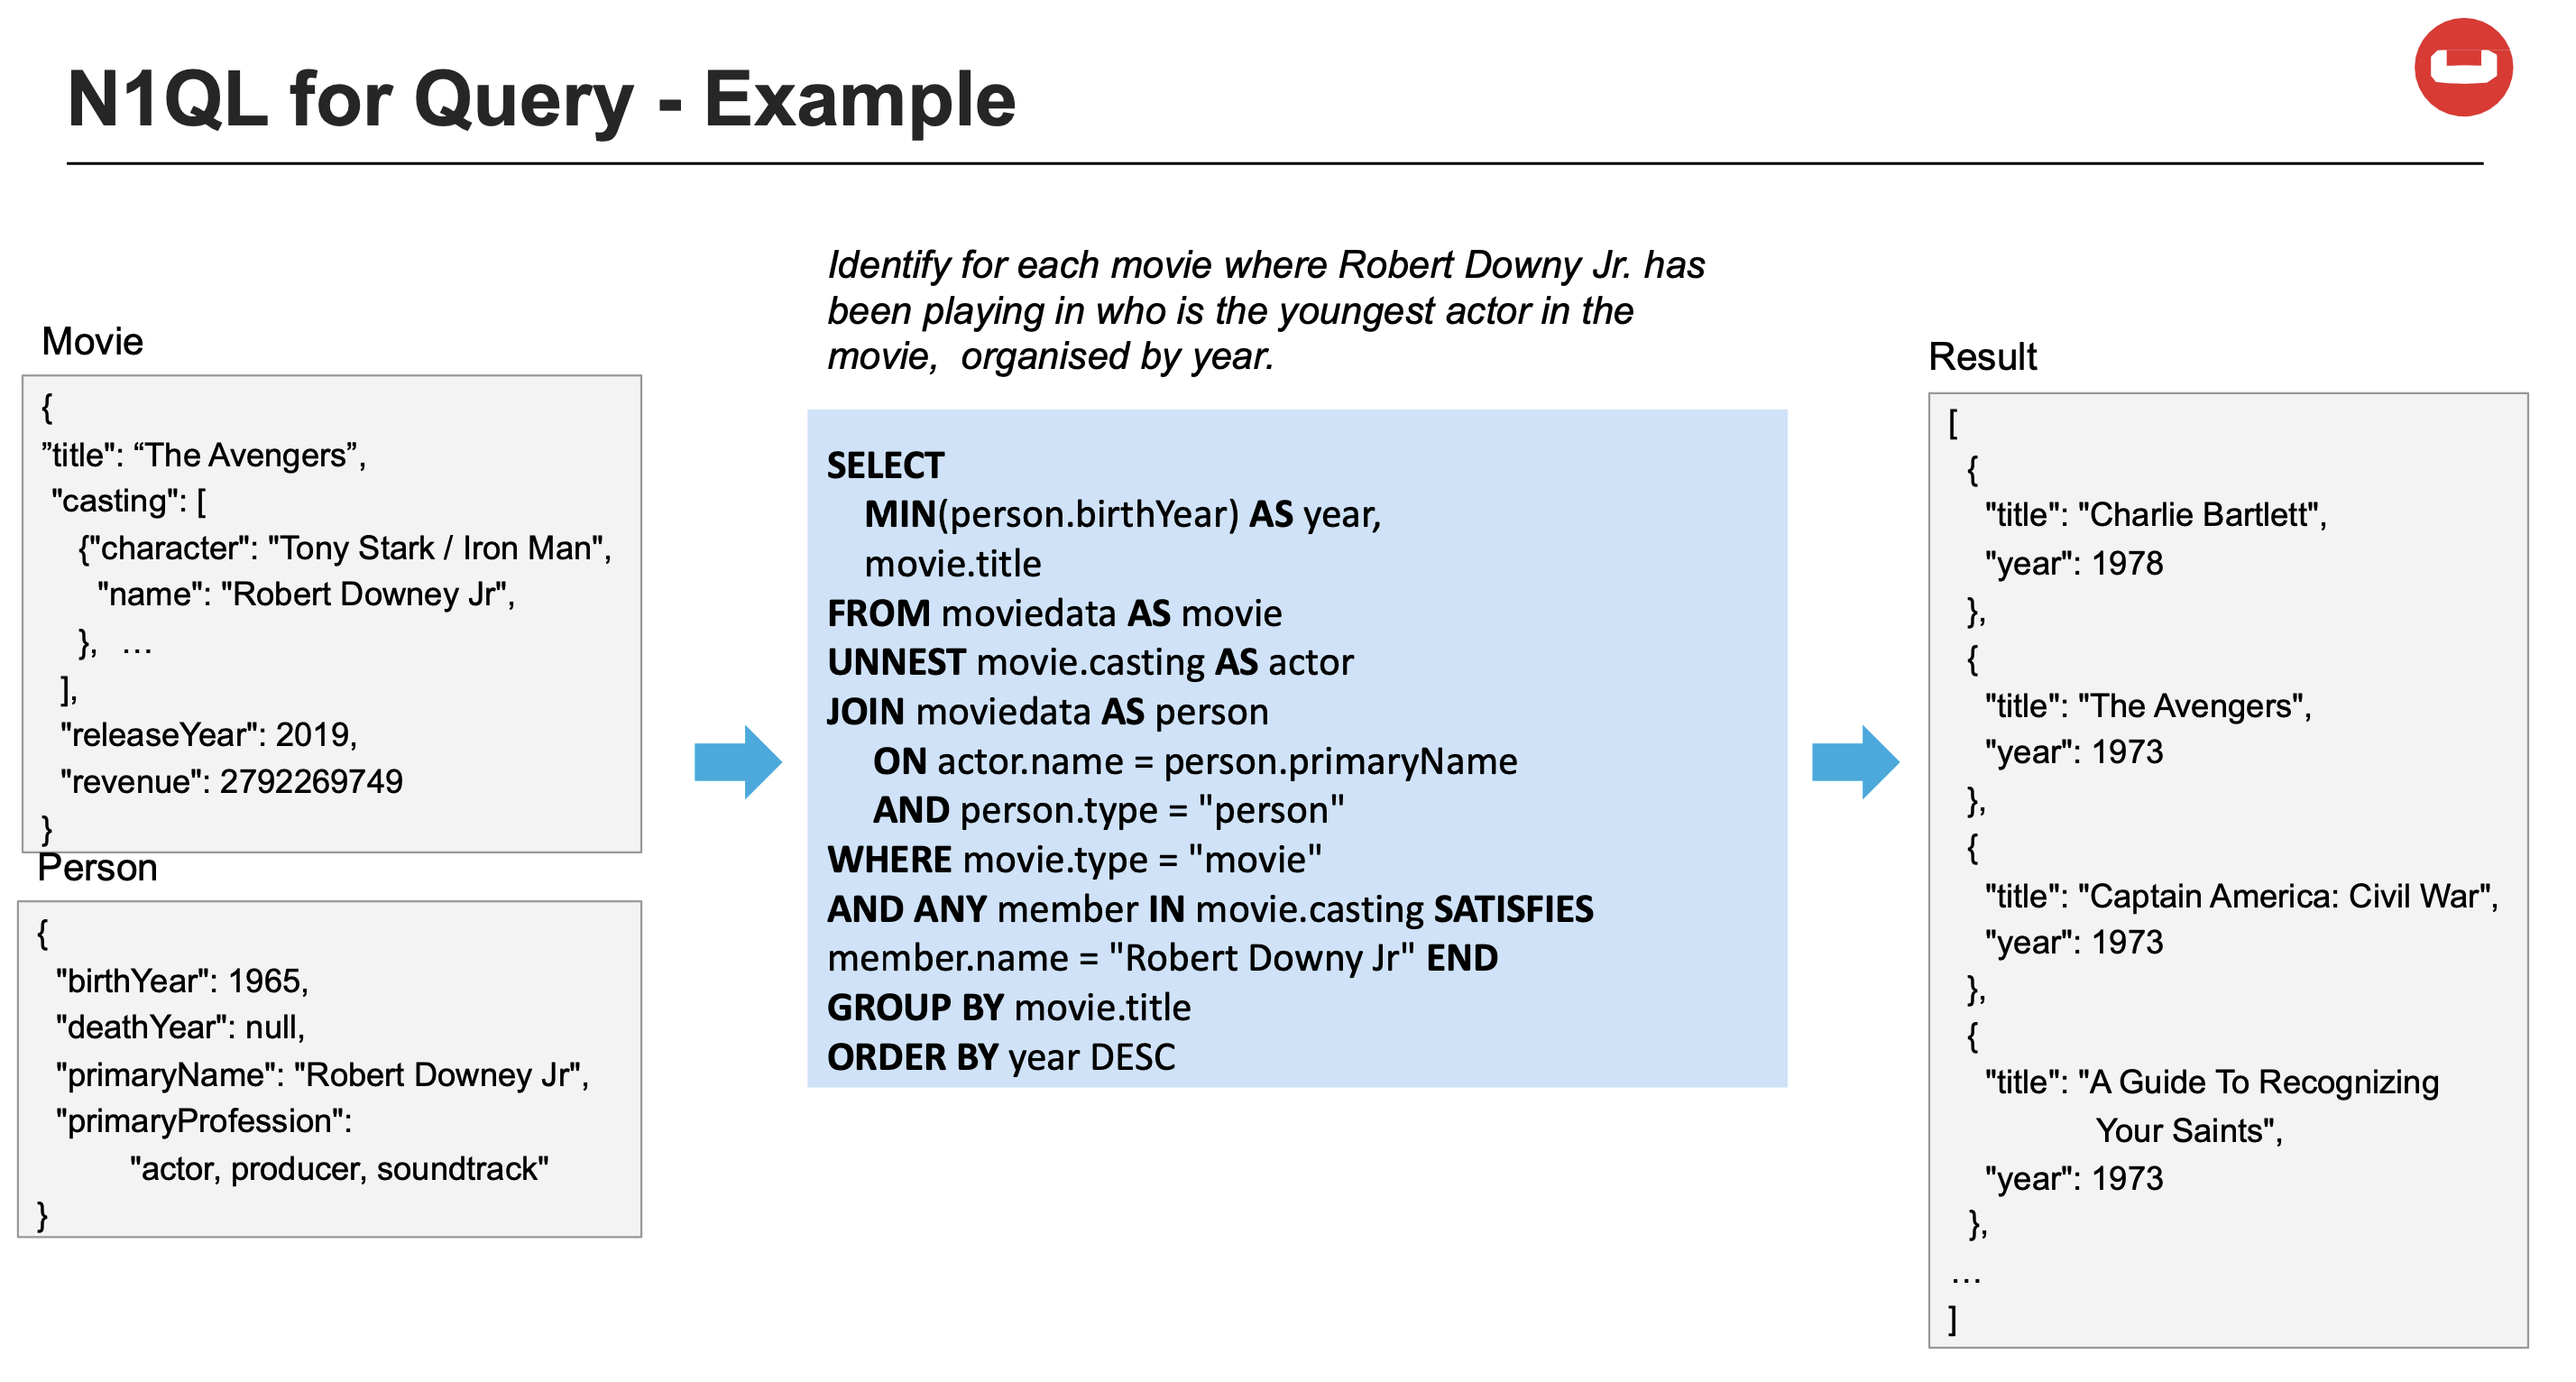 N1QL for Query - Example
Identify for each movie where Robert Downy Jr. has
been playing in who is the youngest actor in the
movie,  organised by year.
Movie
{
”title": “The Avengers”,
"casting": [
{"character": "Tony Stark / Iron Man",
"name": "Robert Downey Jr",
},  …
],
"releaseYear": 2019,
"revenue": 2792269749
}
Person
{
"birthYear": 1965,
"deathYear": null,
"primaryName": "Robert Downey Jr",
"primaryProfession":
"actor, producer, soundtrack"
}
SELECT
MIN(person.birthYear) AS year,
movie.title
FROM moviedata AS movie
UNNEST movie.casting AS actor
JOIN moviedata AS person
ON actor.name = person.primaryName
AND person.type = "person"
WHERE movie.type = "movie"
AND ANY member IN movie.casting SATISFIES
member.name = "Robert Downy Jr" END
GROUP BY movie.title
ORDER BY year DESC
Result
[
{
"title": "Charlie Bartlett",
"year": 1978
},
{
"title": "The Avengers",
"year": 1973
},
{
"title": "Captain America: Civil War",
"year": 1973
},
{
"title": "A Guide To Recognizing
Your Saints",
"year": 1973
},
…
]